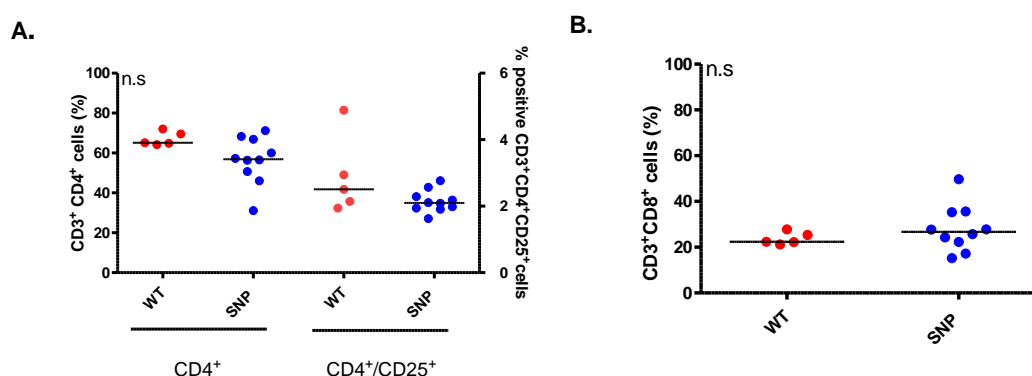 A.
n.s
CD3⁺ CD4⁺ cells (%)
100
80
60
40
20
0
% positive CD3⁺CD4⁺CD25⁺cells
6
4
2
0
WT
SNP
WT
SNP
CD4⁺
CD4⁺/CD25⁺
B.
n.s
CD3⁺CD8⁺ cells (%)
100
80
60
40
20
0
WT
SNP